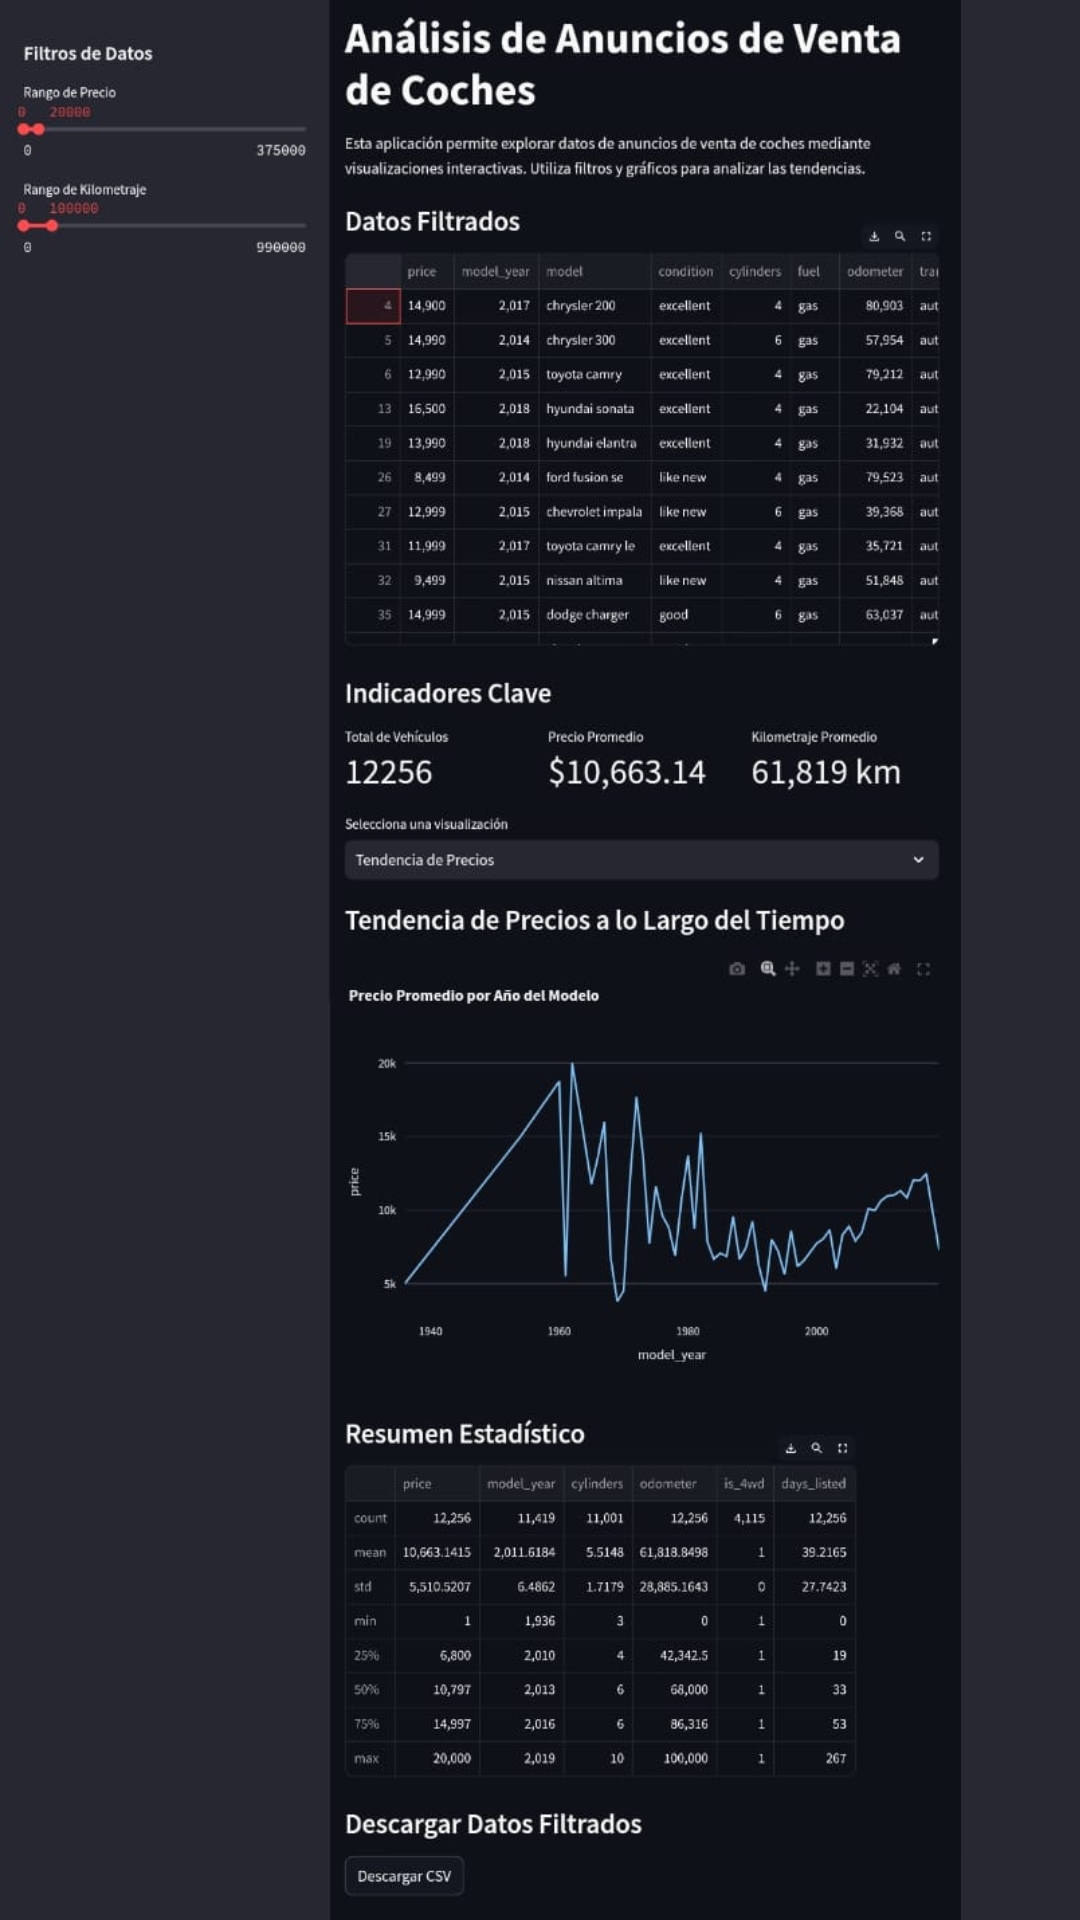 Filtros de Datos
Rango de Precio
0 20000
0 375000
Rango de Kilometraje
0 100000
0 990000
Análisis de Anuncios de Venta
de Coches
Esta aplicación permite explorar datos de anuncios de venta de coches mediante
visualizaciones interactivas. Utiliza filtros y gráficos para analizar las tendencias.
Datos Filtrados
price model_year model condition cylinders fuel odometer trar
4 14,900 2,017 chrysler 200 excellent 4 gas 80,903 aut
5 14,990 2,014 chrysler 300 excellent 6 gas 57,954 aut
6 12,990 2,015 toyota camry excellent 4 gas 79,212 aut
13 16,500 2,018 hyundai sonata excellent 4 gas 22,104 aut
19 13,990 2,018 hyundai elantra excellent 4 gas 31,932 aut
26 8,499 2,014 ford fusion se like new 4 gas 79,523 aut
27 12,999 2,015 chevrolet impala like new 6 gas 39,368 aut
31 11,999 2,017 toyota camry le excellent 4 gas 35,721 aut
32 9,499 2,015 nissan altima like new 4 gas 51,848 aut
35 14,999 2,015 dodge charger good 6 gas 63,037 aut
Indicadores Clave
Total de Vehículos Precio Promedio Kilometraje Promedio
12256 $10,663.14 61,819 km
Selecciona una visualización
Tendencia de Precios
Tendencia de Precios a lo Largo del Tiempo
Precio Promedio por Año del Modelo
20k
15k
10k
5k
price
1940 1960 1980 2000
model_year
Resumen Estadístico
price model_year cylinders odometer is_4wd days_listed
count 12,256 11,419 11,001 12,256 4,115 12,256
mean 10,663.1415 2,011.6184 5.5148 61,818.8498 1 39.2165
std 5,510.5207 6.4862 1.7179 28,885.1643 0 27.7423
min 1 1,936 3 0 1 0
25% 6,800 2,010 4 42,342.5 1 19
50% 10,797 2,013 6 68,000 1 33
75% 14,997 2,016 6 86,316 1 53
max 20,000 2,019 10 100,000 1 267
Descargar Datos Filtrados
Descargar CSV